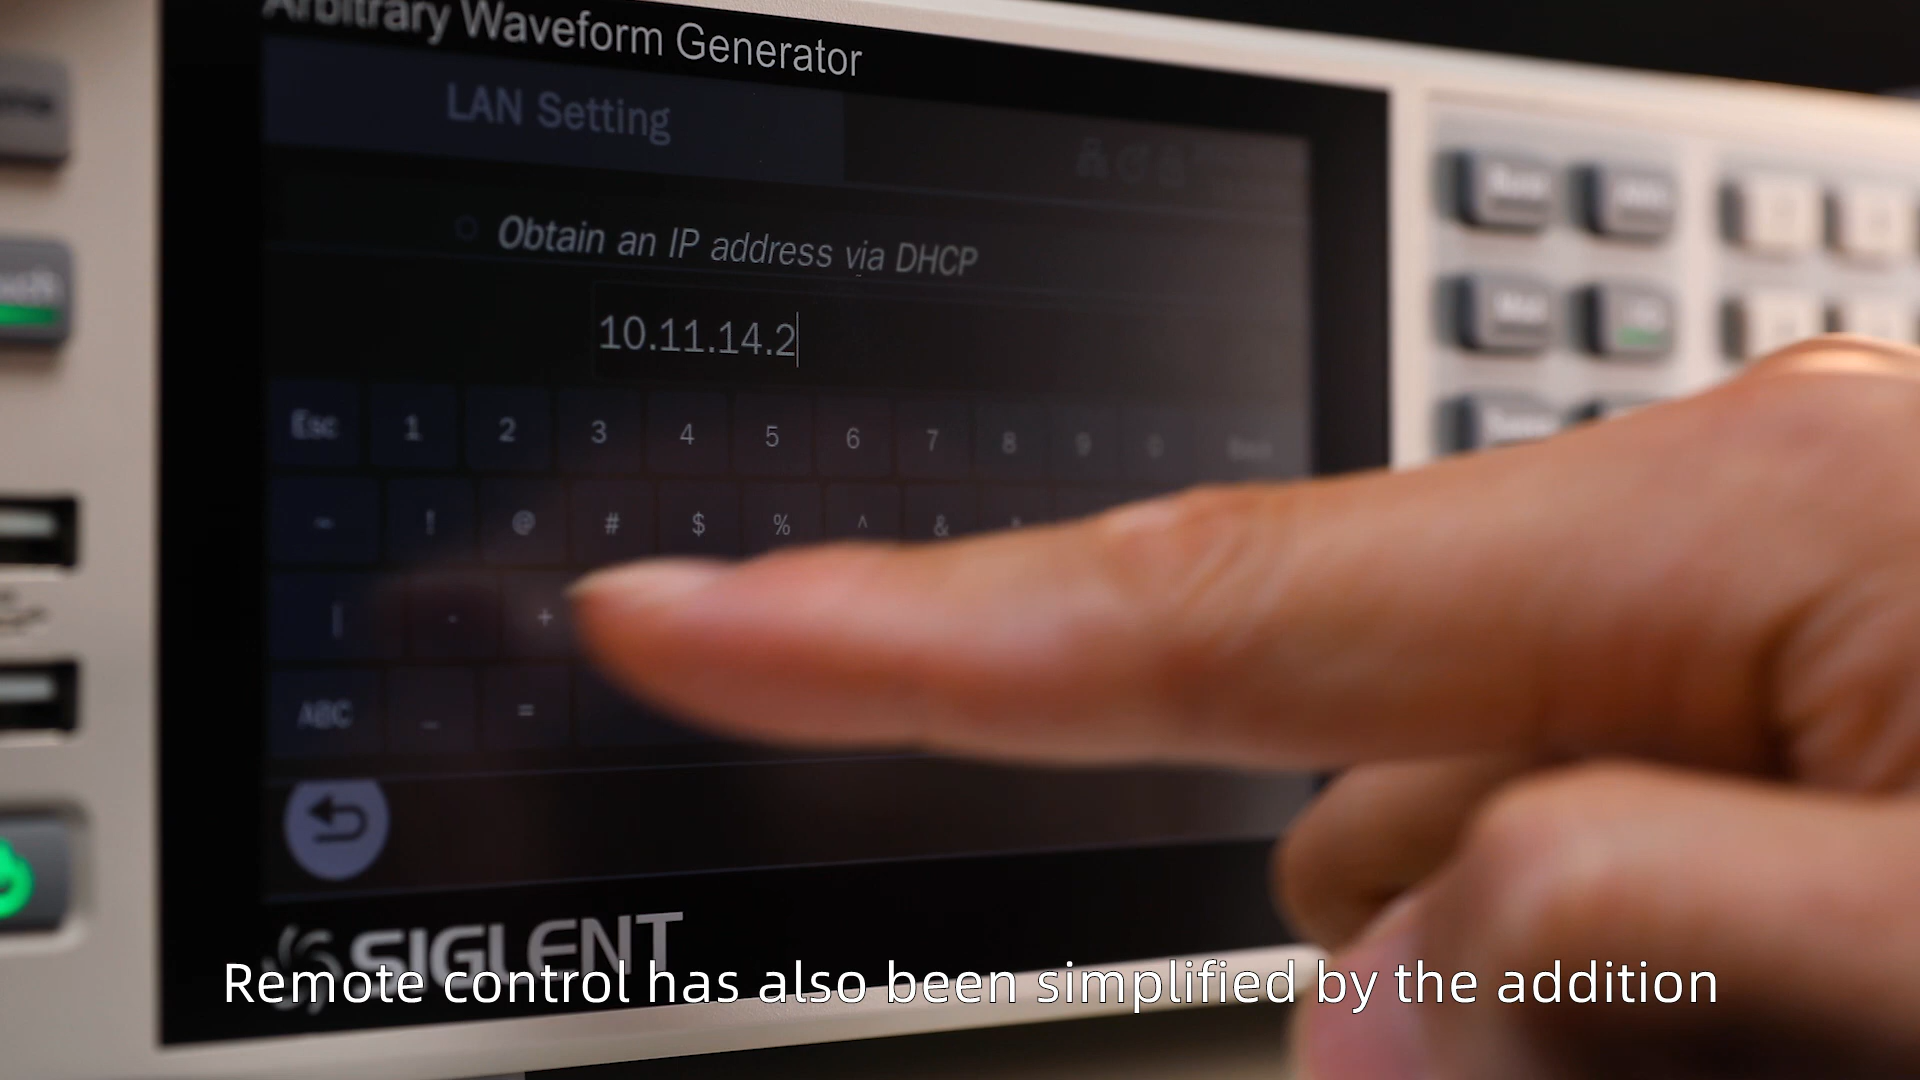 Arbitrary Waveform Generator
LAN Setting
Obtain an IP address via DHCP
10.11.14.2
Esc 1 2 3 4 5 6 7 8 9 0
~ ! @ # $ % ^ & *
| - +
ABC _ =
SIGLENT
Remote control has also been simplified by the addition